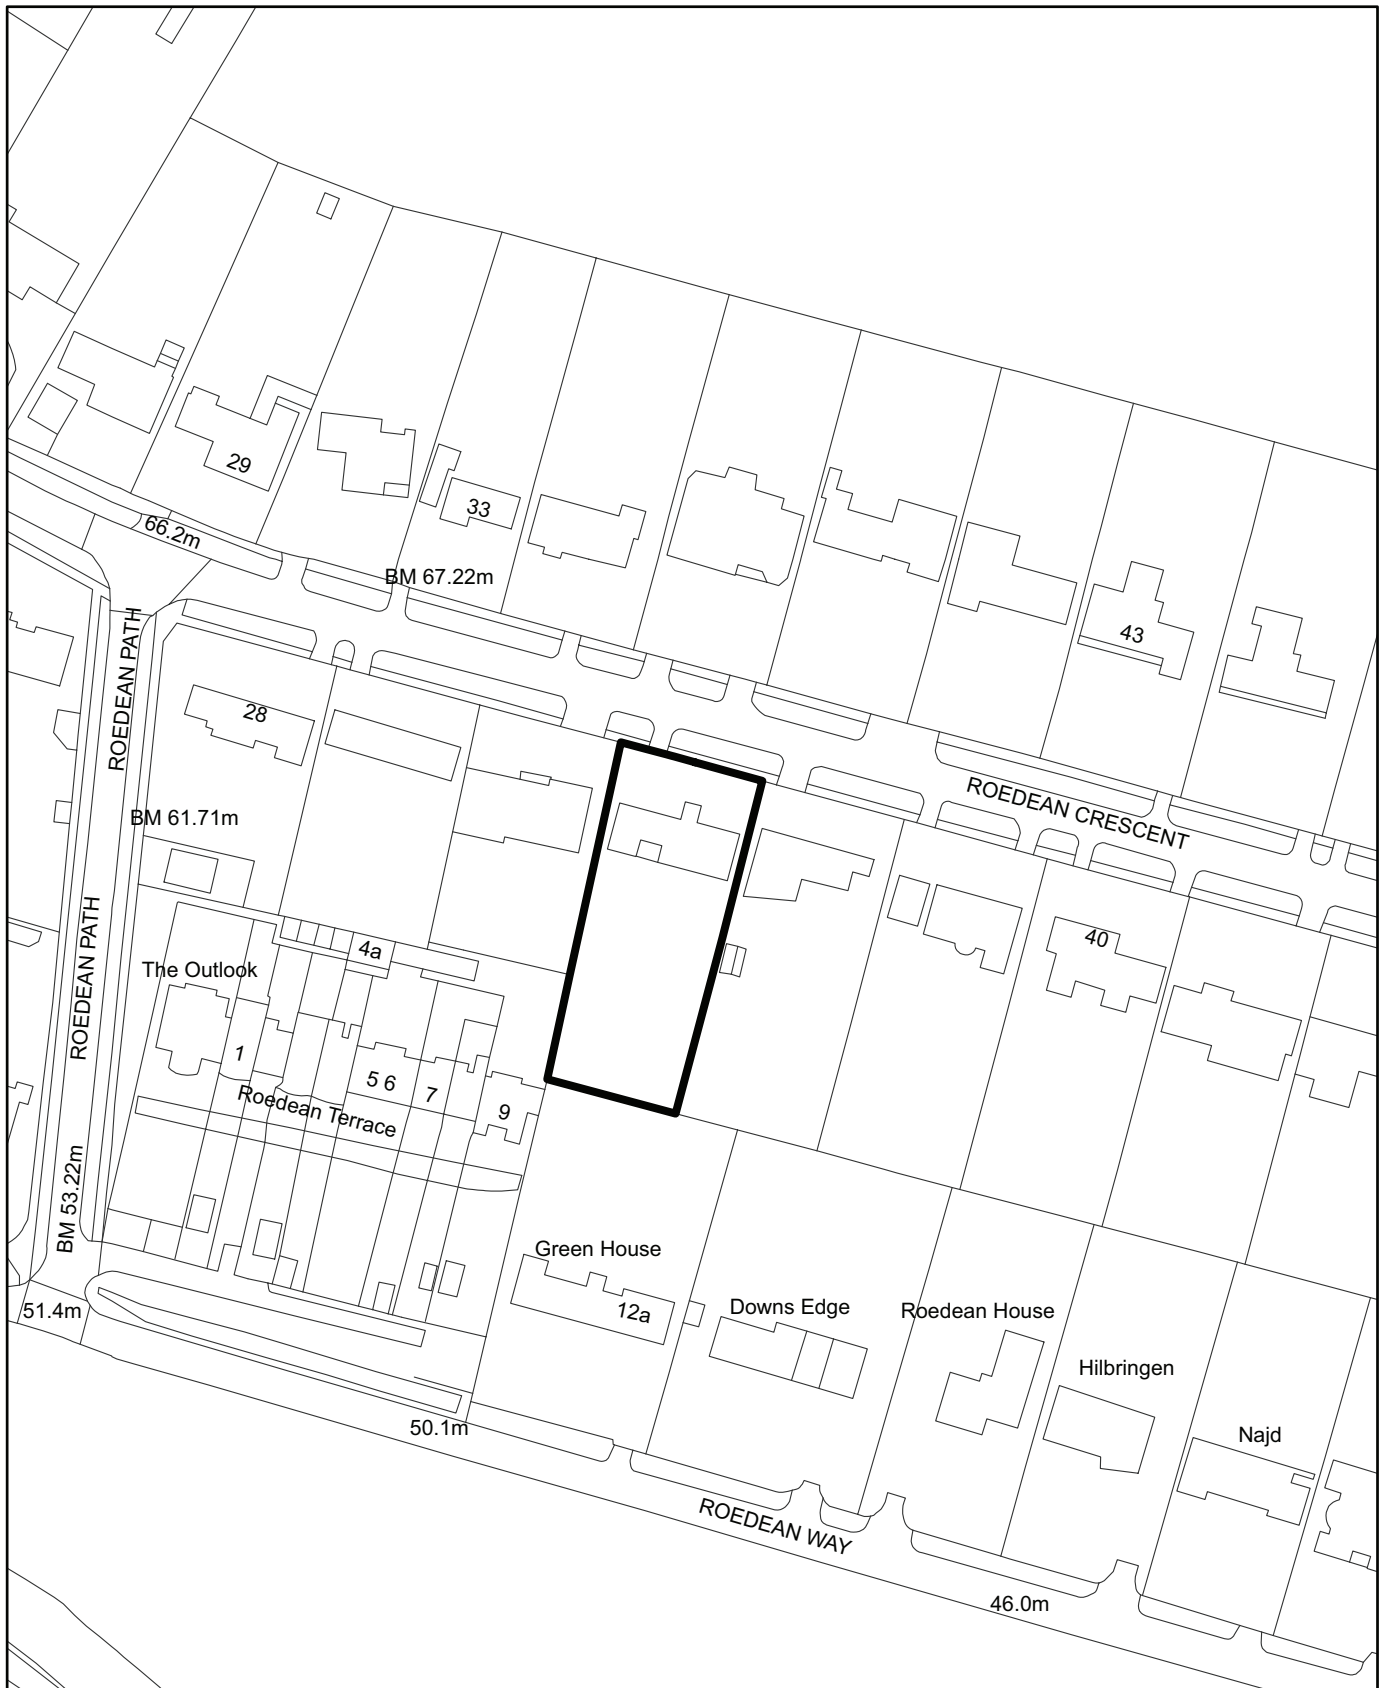 29
33
66.2m
BM 67.22m
43
ROEDEAN PATH
28
ROEDEAN CRESCENT
BM 61.71m
40
4a
ROEDEAN PATH
The Outlook
1
5 6
7
9
Roedean Terrace
BM 53.22m
Green House
12a
Downs Edge
Roedean House
51.4m
Hilbringen
50.1m
Najd
ROEDEAN WAY
46.0m